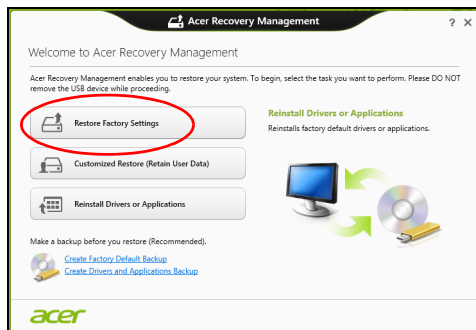 Acer Recovery Management
? ×
Welcome to Acer Recovery Management
Acer Recovery Management enables you to restore your system. To begin, select the task you want to perform. Please DO NOT
remove the USB device while proceeding.
Restore Factory Settings
Reinstall Drivers or Applications
Reinstalls factory default drivers or applications.
Customized Restore (Retain User Data)
Reinstall Drivers or Applications
Make a backup before you restore (Recommended).
Create Factory Default Backup
Create Drivers and Applications Backup
acer